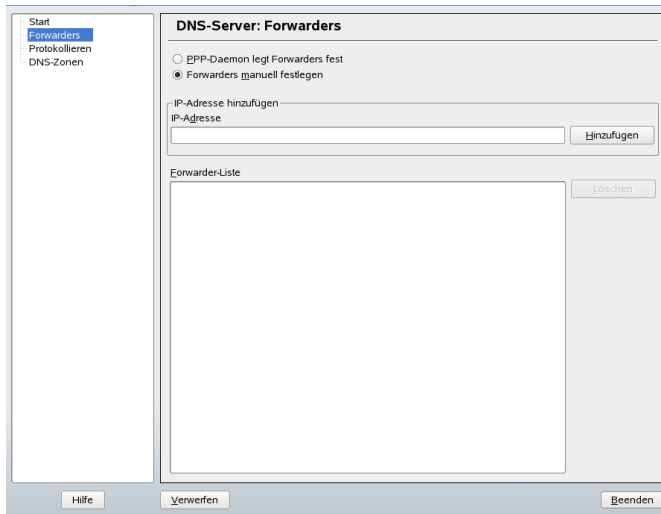 Start
Forwarders
Protokollieren
DNS-Zonen
DNS-Server: Forwarders
PPP-Daemon legt Forwarders fest
Forwarders manuell festlegen
IP-Adresse hinzufügen
IP-Adresse
Hinzufügen
Forwarder-Liste
Löschen
Hilfe
Verwerfen
Beenden